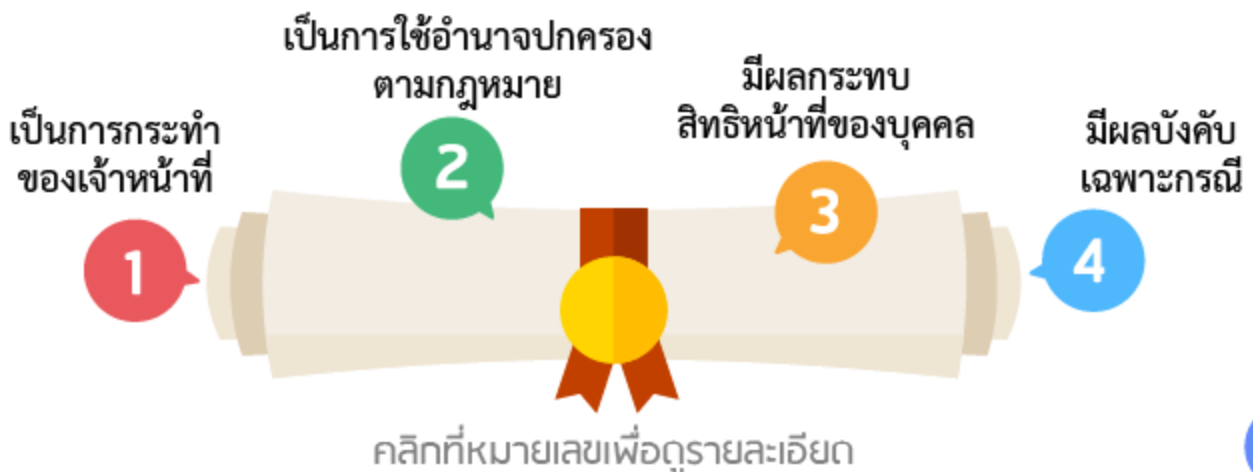 เป็นการใช้อำนาจปกครอง
ตามกฎหมาย
มีผลกระทบ
สิทธิหน้าที่ของบุคคล
เป็นการกระทำ
ของเจ้าหน้าที่
มีผลบังคับ
เฉพาะกรณี
1
2
3
4
คลิกที่หมายเลขเพื่อดูรายละเอียด